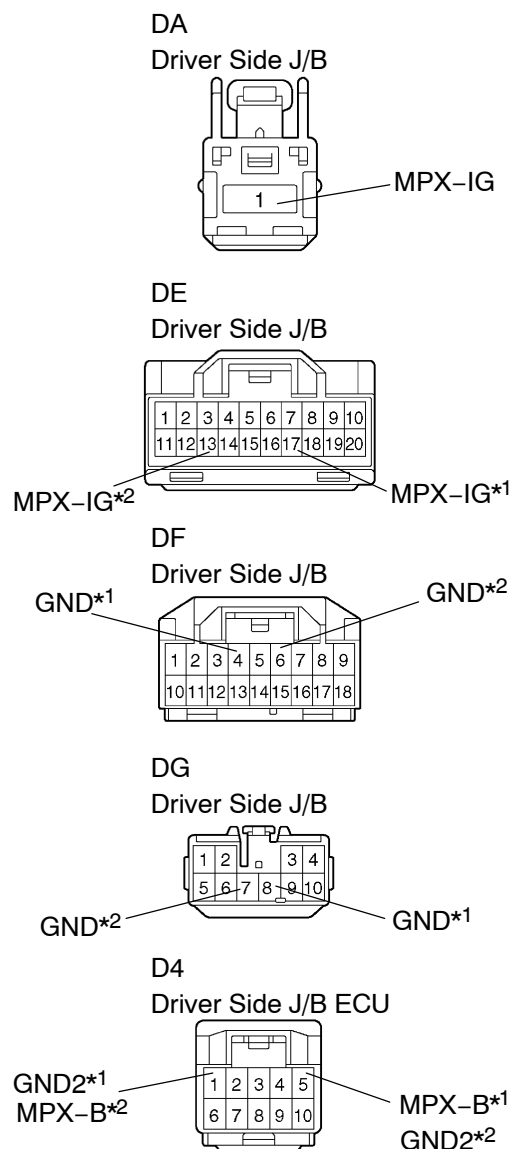 DA
Driver Side J/B
1
MPX–IG
DE
Driver Side J/B
1 2 3 4 5 6 7 8 9 10
11 12 13 14 15 16 17 18 19 20
MPX–IG*2
MPX–IG*1
DF
Driver Side J/B
GND*1
GND*2
1 2 3 4 5 6 7 8 9
10 11 12 13 14 15 16 17 18
DG
Driver Side J/B
1 2 3 4
5 6 7 8 9 10
GND*2
GND*1
D4
Driver Side J/B ECU
GND2*1
MPX–B*2
1 2 3 4 5
6 7 8 9 10
MPX–B*1
GND2*2